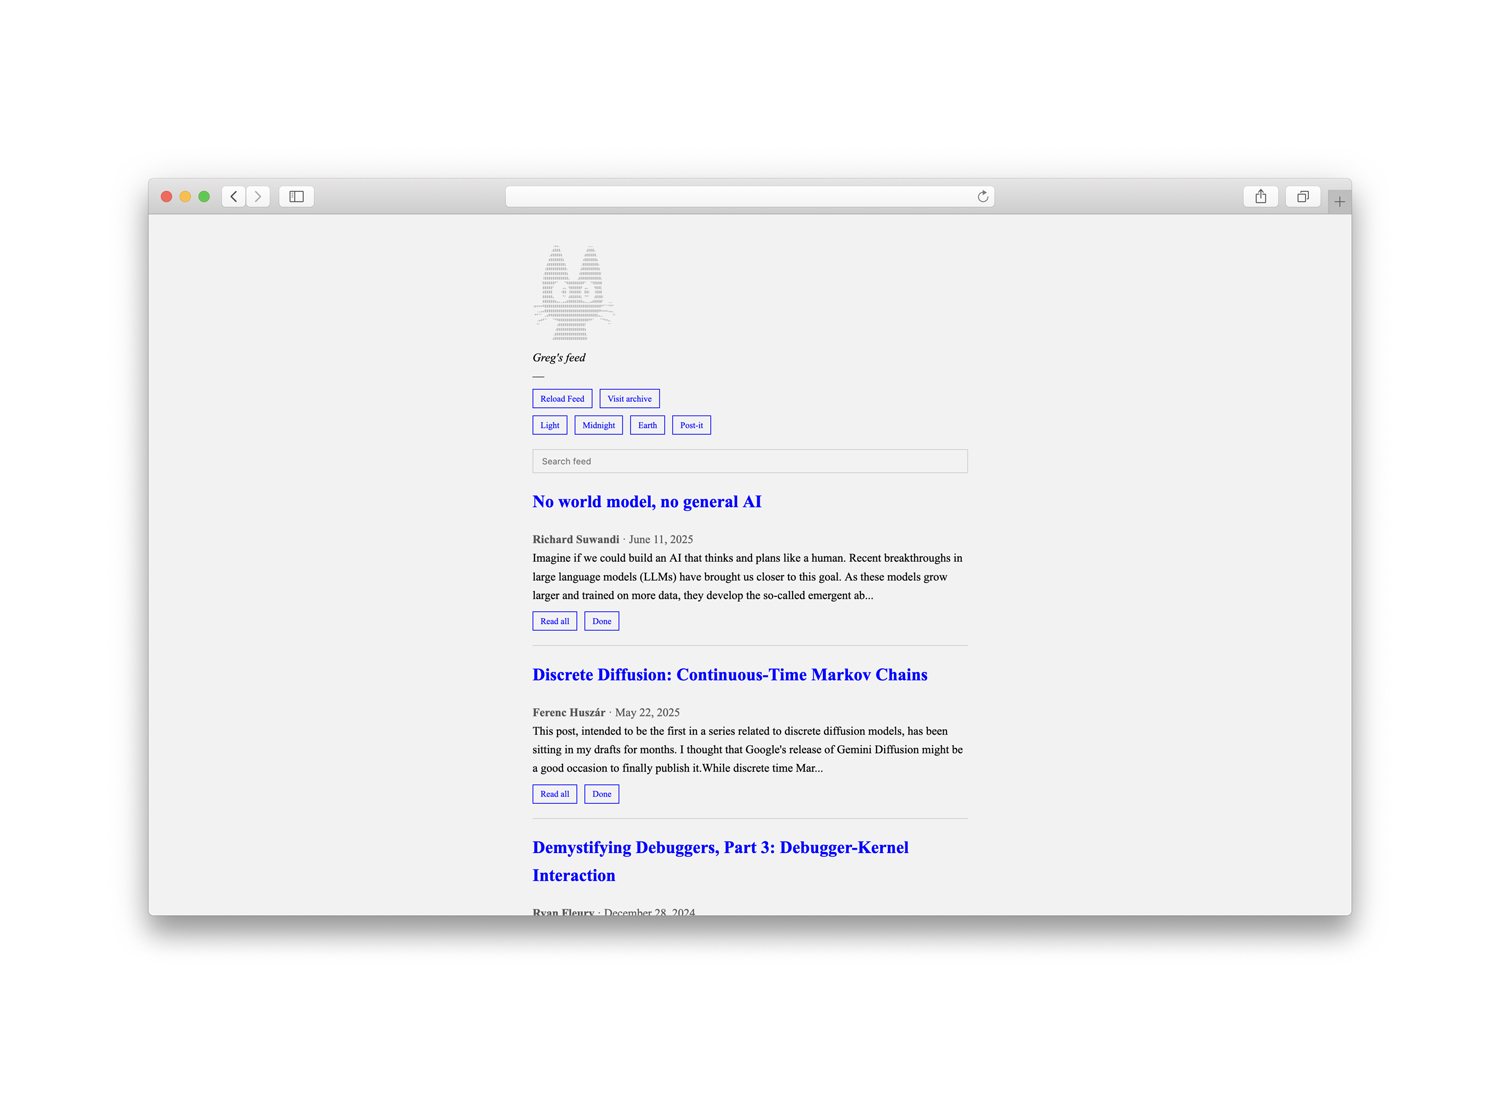 Greg's feed
—
Reload Feed Visit archive
Light Midnight Earth Post-it
Search feed
No world model, no general AI
Richard Suwandi · June 11, 2025
Imagine if we could build an AI that thinks and plans like a human. Recent breakthroughs in
large language models (LLMs) have brought us closer to this goal. As these models grow
larger and trained on more data, they develop the so-called emergent ab...
Read all Done
Discrete Diffusion: Continuous-Time Markov Chains
Ferenc Huszár · May 22, 2025
This post, intended to be the first in a series related to discrete diffusion models, has been
sitting in my drafts for months. I thought that Google's release of Gemini Diffusion might be
a good occasion to finally publish it.While discrete time Mar...
Read all Done
Demystifying Debuggers, Part 3: Debugger-Kernel
Interaction
Ryan Fleury · December 28, 2024